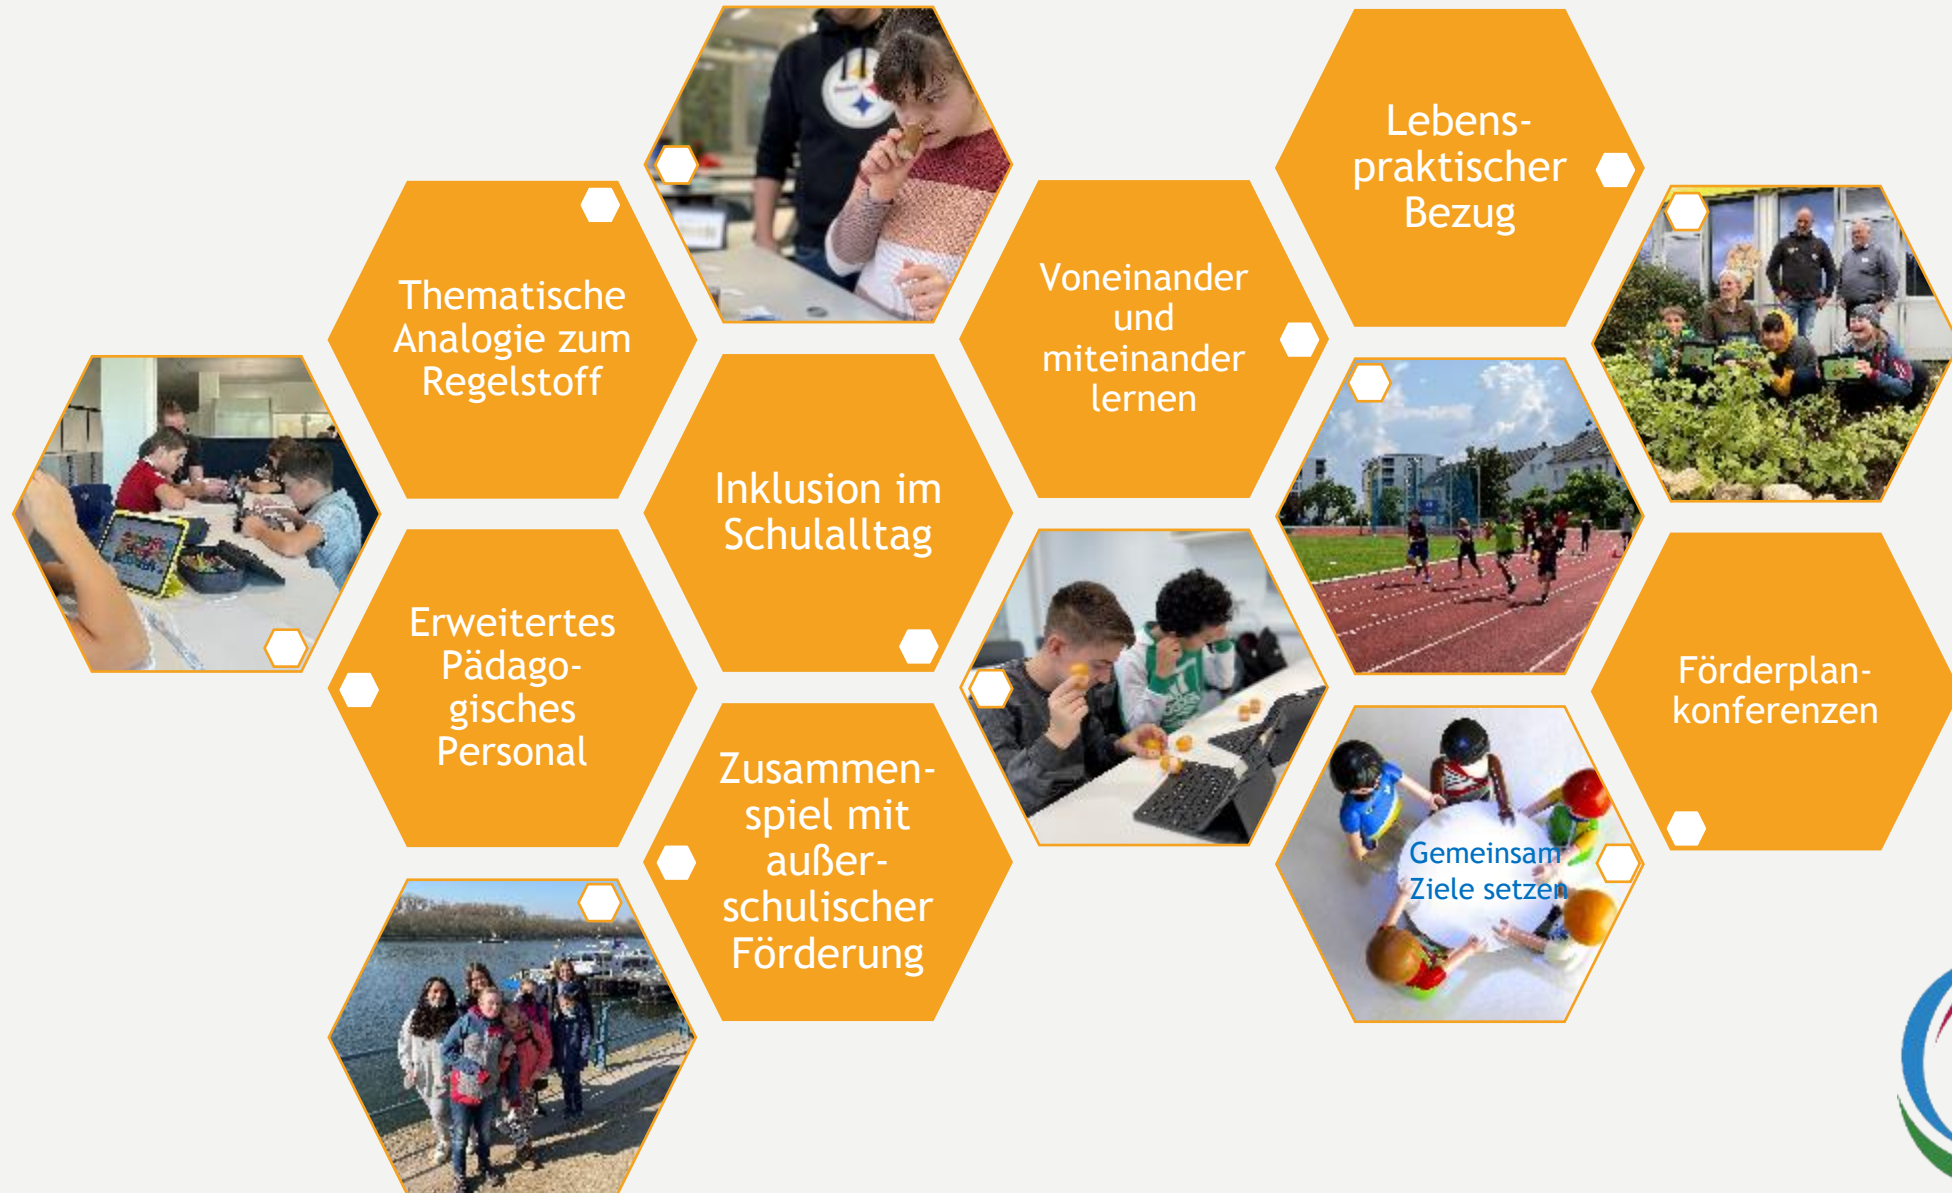 Thematische
Analogie zum
Regelstoff
Erweitertes
Pädago-
gisches
Personal
Inklusion im
Schulalltag
Zusammen-
spiel mit
außer-
schulischer
Förderung
Voneinander
und
miteinander
lernen
Lebens-
praktischer
Bezug
Gemeinsam
Ziele setzen
Förderplan-
konferenzen